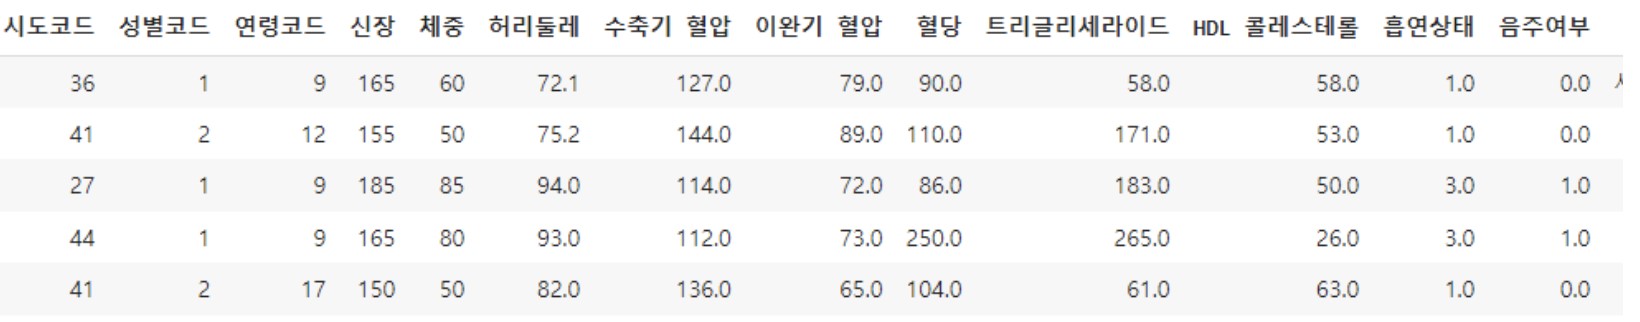 시도코드 성별코드 연령코드 신장 체중 허리둘레 수축기 혈압 이완기 혈압 혈당 트리글리세라이드 HDL 콜레스테롤 흡연상태 음주여부
36 1 9 165 60 72.1 127.0 79.0 90.0 58.0 58.0 1.0 0.0
41 2 12 155 50 75.2 144.0 89.0 110.0 171.0 53.0 1.0 0.0
27 1 9 185 85 94.0 114.0 72.0 86.0 183.0 50.0 3.0 1.0
44 1 9 165 80 93.0 112.0 73.0 250.0 265.0 26.0 3.0 1.0
41 2 17 150 50 82.0 136.0 65.0 104.0 61.0 63.0 1.0 0.0